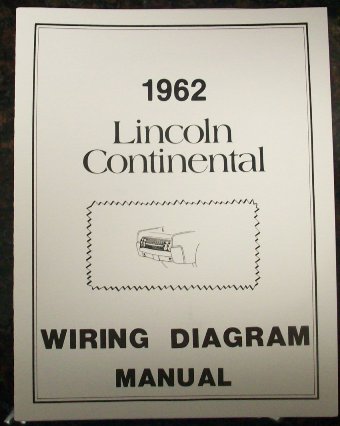 1962
Lincoln
Continental
WIRING DIAGRAM
MANUAL